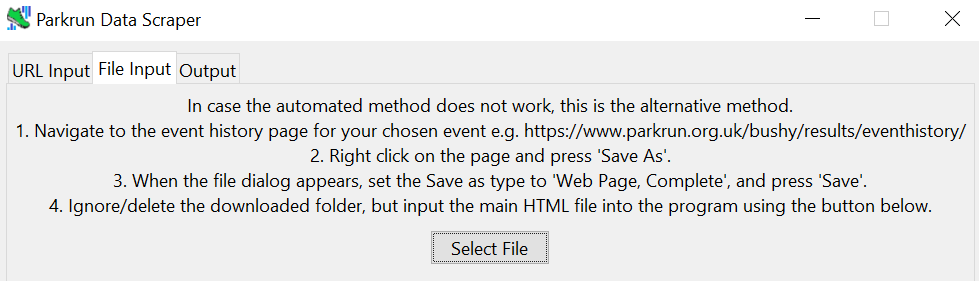 Parkrun Data Scraper
URL Input File Input Output
In case the automated method does not work, this is the alternative method.
1. Navigate to the event history page for your chosen event e.g. https://www.parkrun.org.uk/bushy/results/eventhistory/
2. Right click on the page and press 'Save As'.
3. When the file dialog appears, set the Save as type to 'Web Page, Complete', and press 'Save'.
4. Ignore/delete the downloaded folder, but input the main HTML file into the program using the button below.
Select File